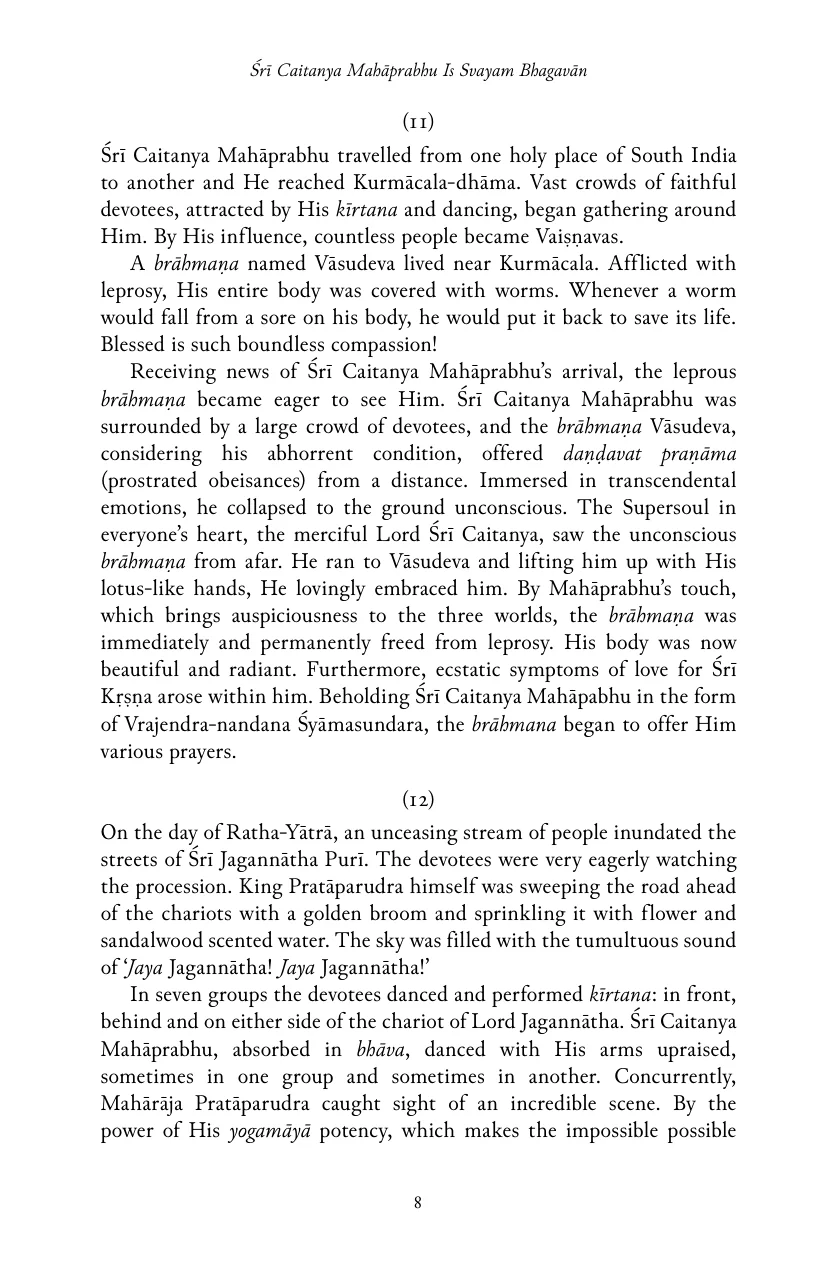 Śrī Caitanya Mahāprabhu Is Svayam Bhagavān
(11)
Śrī Caitanya Mahāprabhu travelled from one holy place of South India
to another and He reached Kurmācala-dhāma. Vast crowds of faithful
devotees, attracted by His kīrtana and dancing, began gathering around
Him. By His influence, countless people became Vaiṣṇavas.
A brāhmaṇa named Vāsudeva lived near Kurmācala. Afflicted with
leprosy, His entire body was covered with worms. Whenever a worm
would fall from a sore on his body, he would put it back to save its life.
Blessed is such boundless compassion!
Receiving news of Śrī Caitanya Mahāprabhu’s arrival, the leprous
brāhmaṇa became eager to see Him. Śrī Caitanya Mahāprabhu was
surrounded by a large crowd of devotees, and the brāhmaṇa Vāsudeva,
considering his abhorrent condition, offered daṇḍavat praṇāma
(prostrated obeisances) from a distance. Immersed in transcendental
emotions, he collapsed to the ground unconscious. The Supersoul in
everyone’s heart, the merciful Lord Śrī Caitanya, saw the unconscious
brāhmaṇa from afar. He ran to Vāsudeva and lifting him up with His
lotus-like hands, He lovingly embraced him. By Mahāprabhu’s touch,
which brings auspiciousness to the three worlds, the brāhmaṇa was
immediately and permanently freed from leprosy. His body was now
beautiful and radiant. Furthermore, ecstatic symptoms of love for Śrī
Kṛṣṇa arose within him. Beholding Śrī Caitanya Mahāpabhu in the form
of Vrajendra-nandana Śyāmasundara, the brāhmana began to offer Him
various prayers.
(12)
On the day of Ratha-Yātrā, an unceasing stream of people inundated the
streets of Śrī Jagannātha Purī. The devotees were very eagerly watching
the procession. King Pratāparudra himself was sweeping the road ahead
of the chariots with a golden broom and sprinkling it with flower and
sandalwood scented water. The sky was filled with the tumultuous sound
of ‘Jaya Jagannātha! Jaya Jagannātha!’
In seven groups the devotees danced and performed kīrtana: in front,
behind and on either side of the chariot of Lord Jagannātha. Śrī Caitanya
Mahāprabhu, absorbed in bhāva, danced with His arms upraised,
sometimes in one group and sometimes in another. Concurrently,
Mahārāja Pratāparudra caught sight of an incredible scene. By the
power of His yogamāyā potency, which makes the impossible possible
8